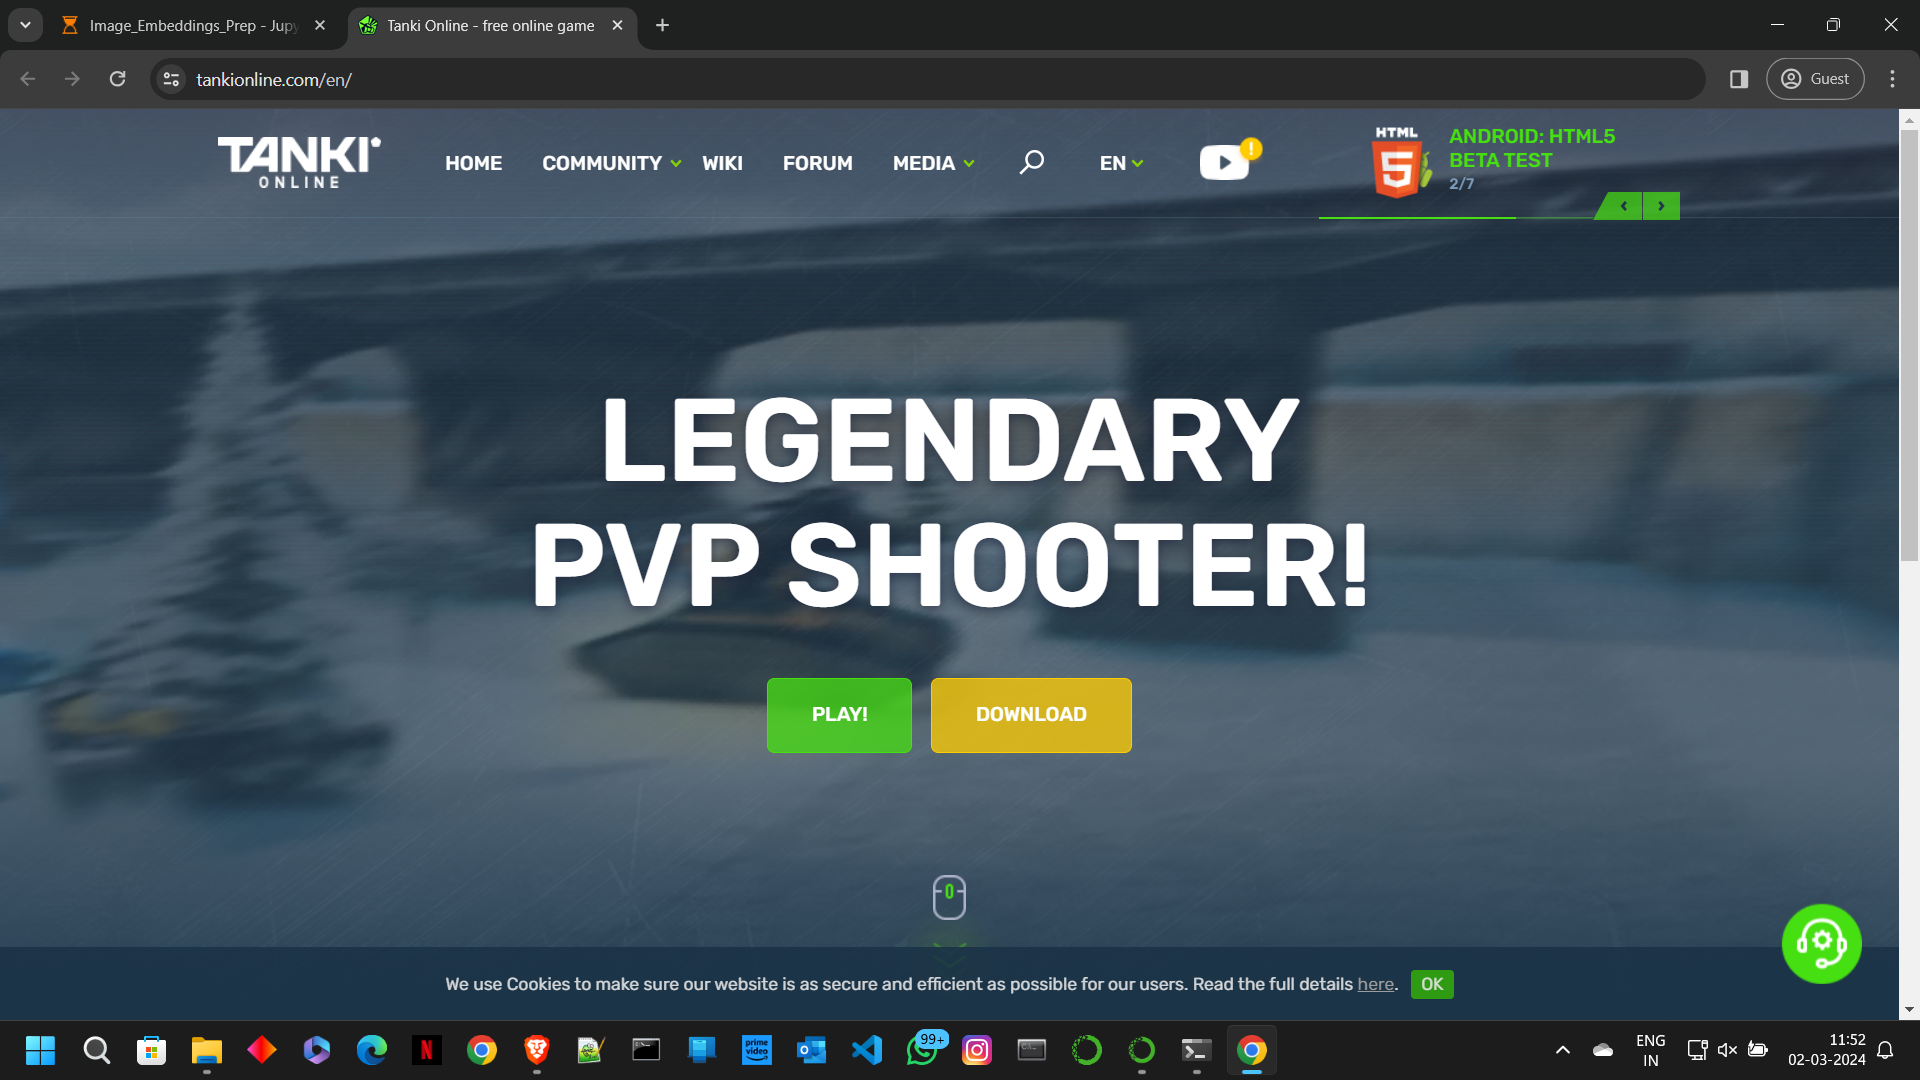 Image_Embeddings_Prep - Jupy
Tanki Online - free online game
tankionline.com/en/
Guest
TANKI
ONLINE
HOME
COMMUNITY
WIKI
FORUM
MEDIA
EN
!
HTML
5
ANDROID: HTML5
BETA TEST
2/7
LEGENDARY
PVP SHOOTER!
PLAY!
DOWNLOAD
We use Cookies to make sure our website is as secure and efficient as possible for our users. Read the full details here.
OK
N
prime
video
99+
ENG
IN
11:52
02-03-2024